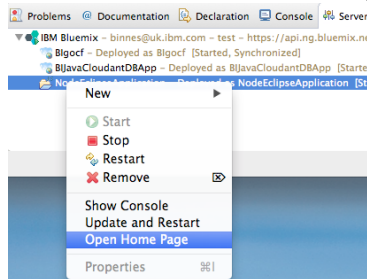 Problems @ Documentation Declaration Console Server
IBM Bluemix – binnes@uk.ibm.com – test – https://api.ng.bluemix.ne
BIgocf – Deployed as BIgocf [Started, Synchronized]
BIJavaCloudantDBApp – Deployed as BIJavaCloudantDBApp [Starte
NodeEclipseApplication – Deployed as NodeEclipseApplication [St
New
Start
Stop
Restart
Remove
Show Console
Update and Restart
Open Home Page
Properties ⌘I